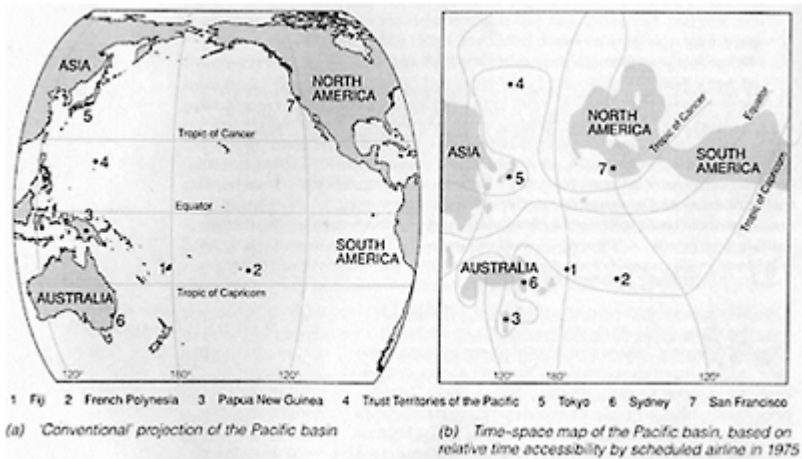 ASIA
NORTH
AMERICA
7
5
Tropic of Cancer
4
Equator
3
SOUTH
AMERICA
1
2
AUSTRALIA
Tropic of Capricorn
6
120°
180°
120°
4
NORTH
AMERICA
Tropic of Cancer
Equator
ASIA
SOUTH
AMERICA
7
5
Tropic of Capricorn
AUSTRALIA
1
6
2
3
120°
180°
120°
1 Fiji 2 French Polynesia 3 Papua New Guinea 4 Trust Territories of the Pacific 5 Tokyo 6 Sydney 7 San Francisco
(a) 'Conventional' projection of the Pacific basin
(b) Time-space map of the Pacific basin, based
on relative time accessibility by scheduled airline in 1975